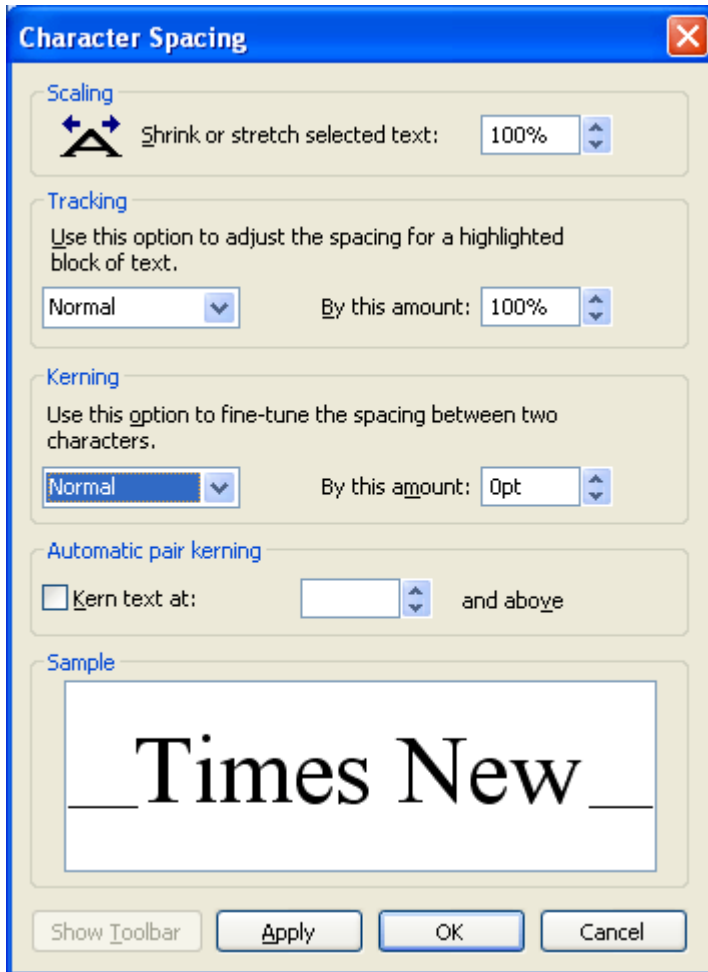 Character Spacing
Scaling
Shrink or stretch selected text: 100%
Tracking
Use this option to adjust the spacing for a highlighted
block of text.
Normal By this amount: 100%
Kerning
Use this option to fine-tune the spacing between two
characters.
Normal By this amount: 0pt
Automatic pair kerning
Kern text at: and above
Sample
Times New
Show Toolbar Apply OK Cancel